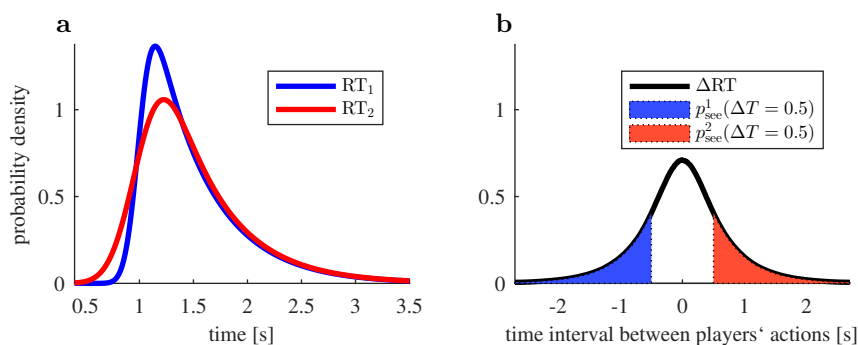 a
probability density
1
0.5
0
0.5
1
1.5
2
2.5
3
3.5
time [s]
RT₁
RT₂
b
1
0.5
0
-2
-1
0
1
2
time interval between players‘ actions [s]
ΔRT
p¹see(ΔT = 0.5)
p²see(ΔT = 0.5)